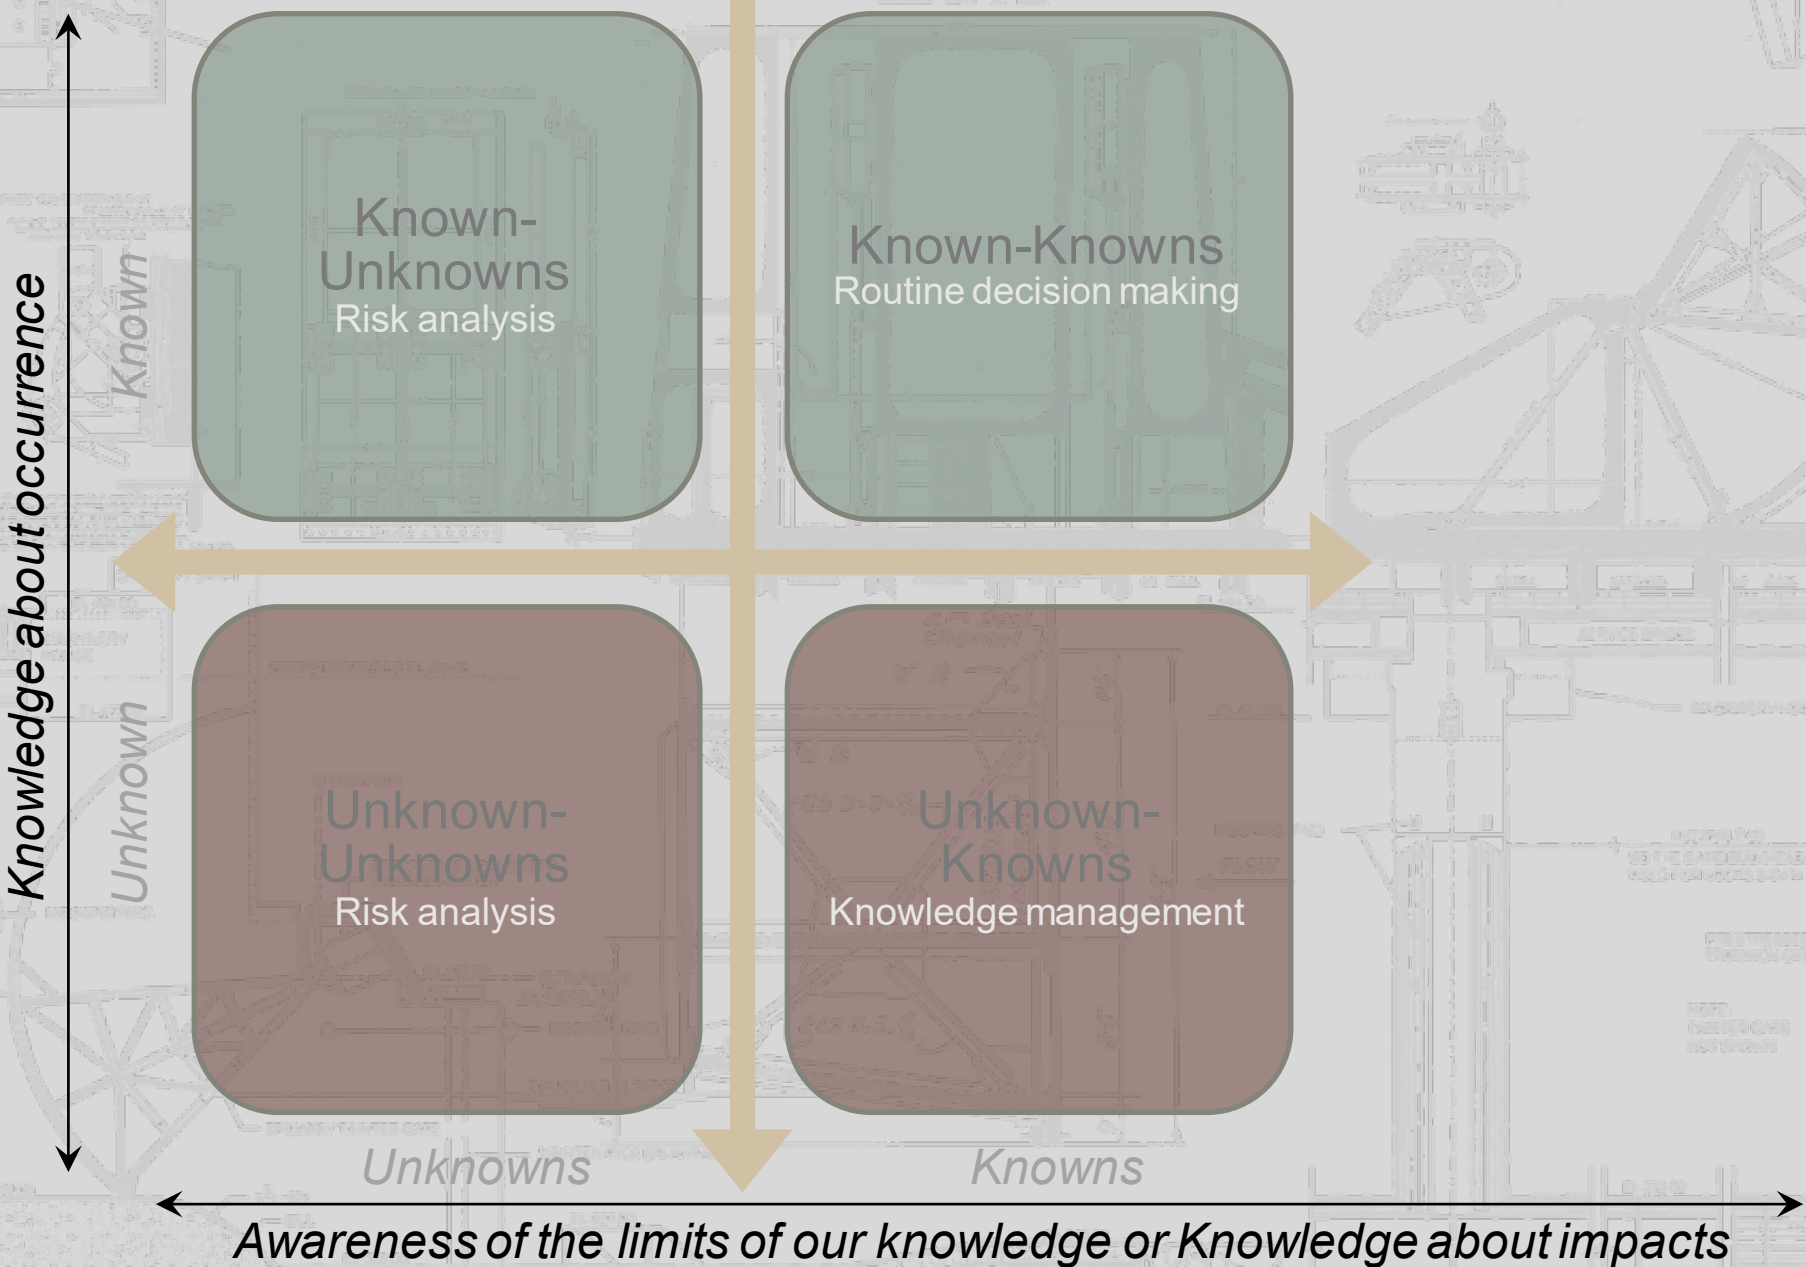 Known-
Unknowns
Risk analysis
Known-Knowns
Routine decision making
Known
Knowledge about occurrence
Unknown
Unknown-
Unknowns
Risk analysis
Unknown-
Knowns
Knowledge management
Unknowns
Knowns
Awareness of the limits of our knowledge or Knowledge about impacts